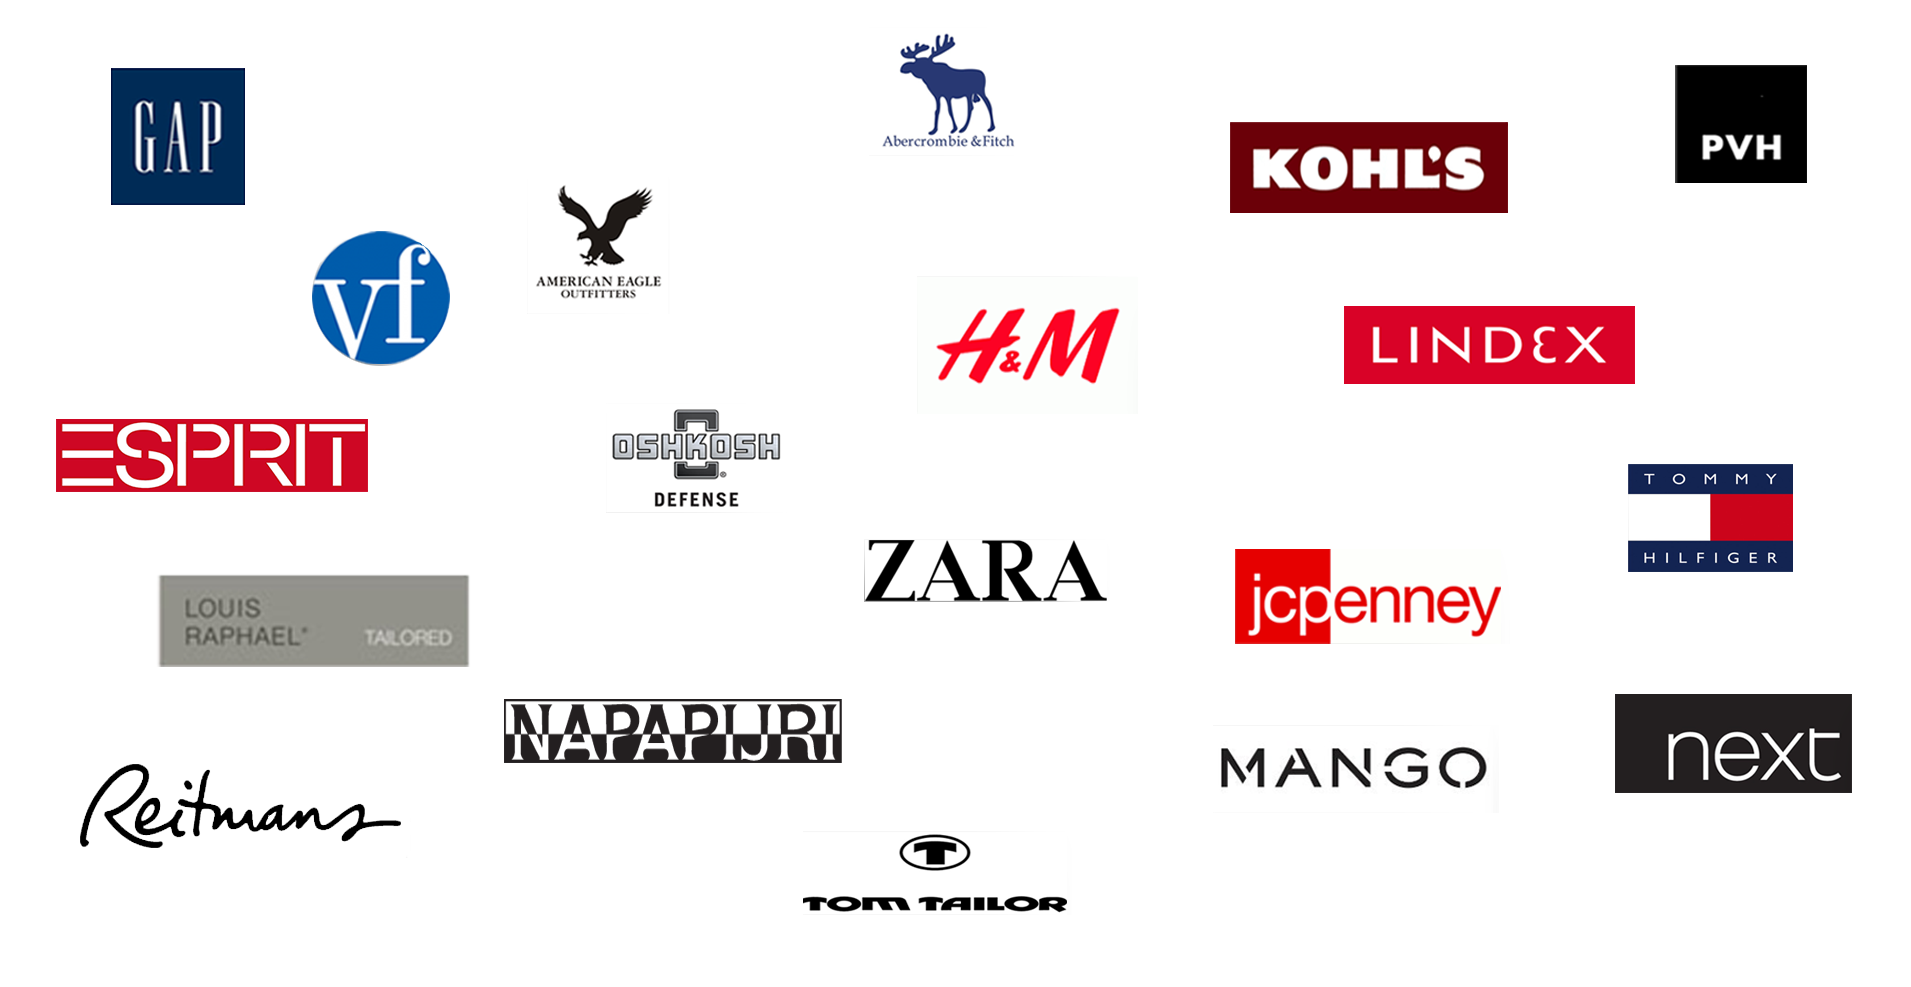 GAP
Abercrombie & Fitch
KOHL'S
PVH
vf
AMERICAN EAGLE
OUTFITTERS
H&M
LINDEX
ESPRIT
OSHKOSH
®
DEFENSE
TOMMY
HILFIGER
ZARA
jcpenney
LOUIS
RAPHAEL® TAILORED
NAPAPIJRI
MANGO
next
Reitmans
T
TOM TAILOR